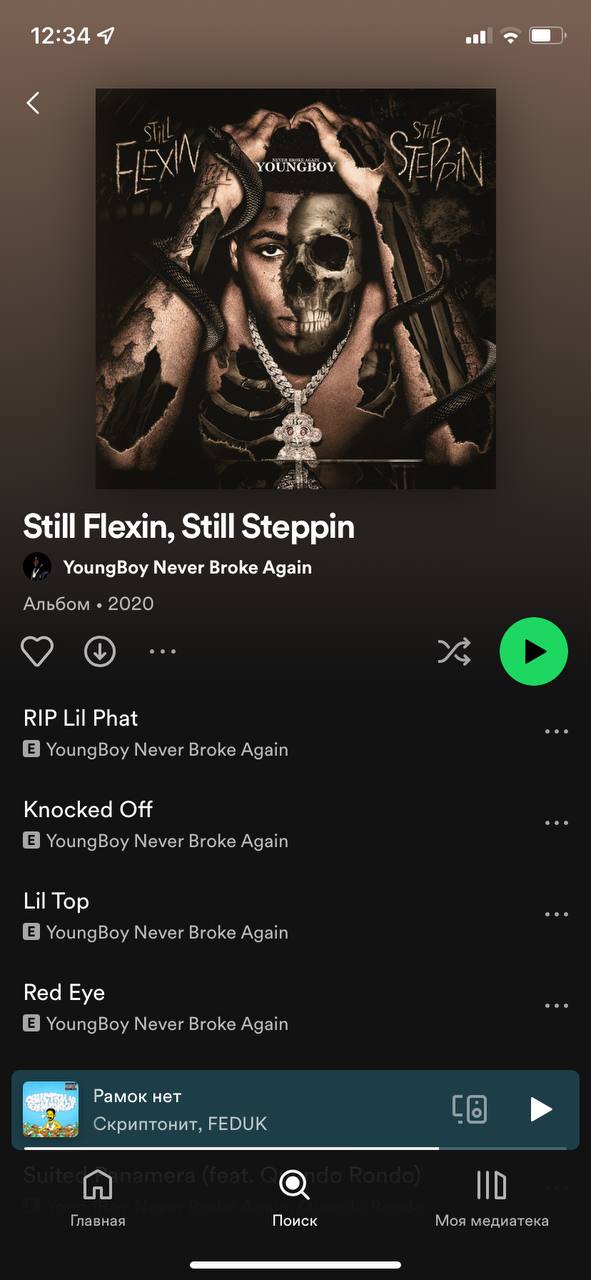 12:34
STILL
FLEXIN
STILL
STEPPIN
NEVER BROKE AGAIN
YOUNGBOY
Still Flexin, Still Steppin
YoungBoy Never Broke Again
Альбом • 2020
RIP Lil Phat
E YoungBoy Never Broke Again
Knocked Off
E YoungBoy Never Broke Again
Lil Top
E YoungBoy Never Broke Again
Red Eye
E YoungBoy Never Broke Again
Рамок нет
Скриптонит, FEDUK
Suited Panamera (feat. Quando Rondo)
Главная
Поиск
Моя медиатека